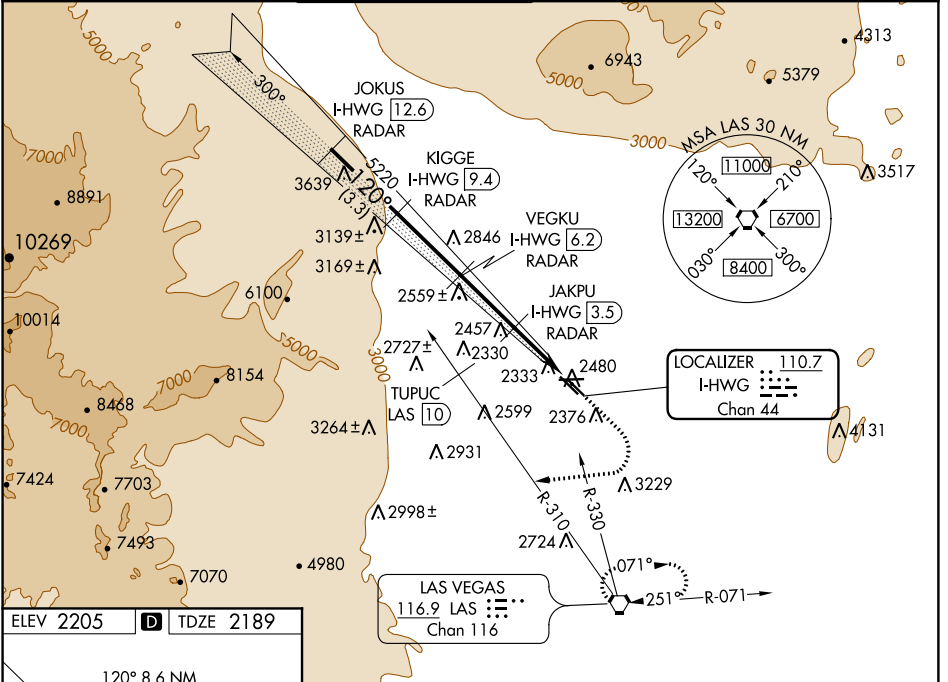 5000
4313
6943
5000
5379
300°
JOKUS
I-HWG 12.6
RADAR
7000
3000
MSA LAS 30 NM
120°
11000
210°
13200
6700
030°
8400
300°
3517
5220
KIGGE
I-HWG 9.4
RADAR
3639
120°
(3.3)
8891
VEGKU
I-HWG 6.2
RADAR
3139±
2846
10269
3169±
6100
2559±
JAKPU
I-HWG 3.5
RADAR
10014
2457
5000
3000
2727±
2330
2333
2480
LOCALIZER 110.7
I-HWG
Chan 44
7000
8154
TUPUC
LAS 10
8468
7000
2599
2376
3264±
4131
2931
7424
7703
3229
R-310
R-330
2998±
7493
2724
4980
7070
071°
LAS VEGAS
116.9 LAS
Chan 116
251°
R-071
ELEV 2205
D
TDZE 2189
120° 8.6 NM